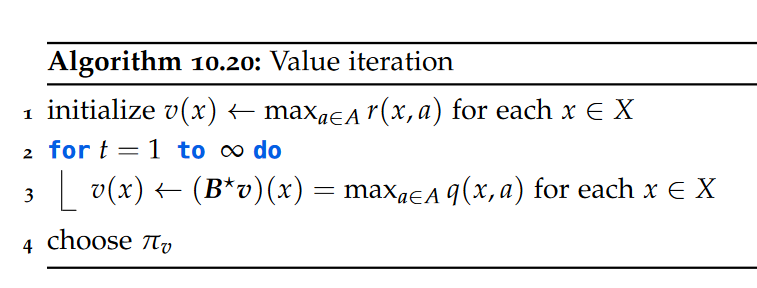 Algorithm 10.20: Value iteration
1 initialize v(x) ← max_{a∈A} r(x, a) for each x ∈ X
2 for t = 1 to ∞ do
3 v(x) ← (B*v)(x) = max_{a∈A} q(x, a) for each x ∈ X
4 choose π_v